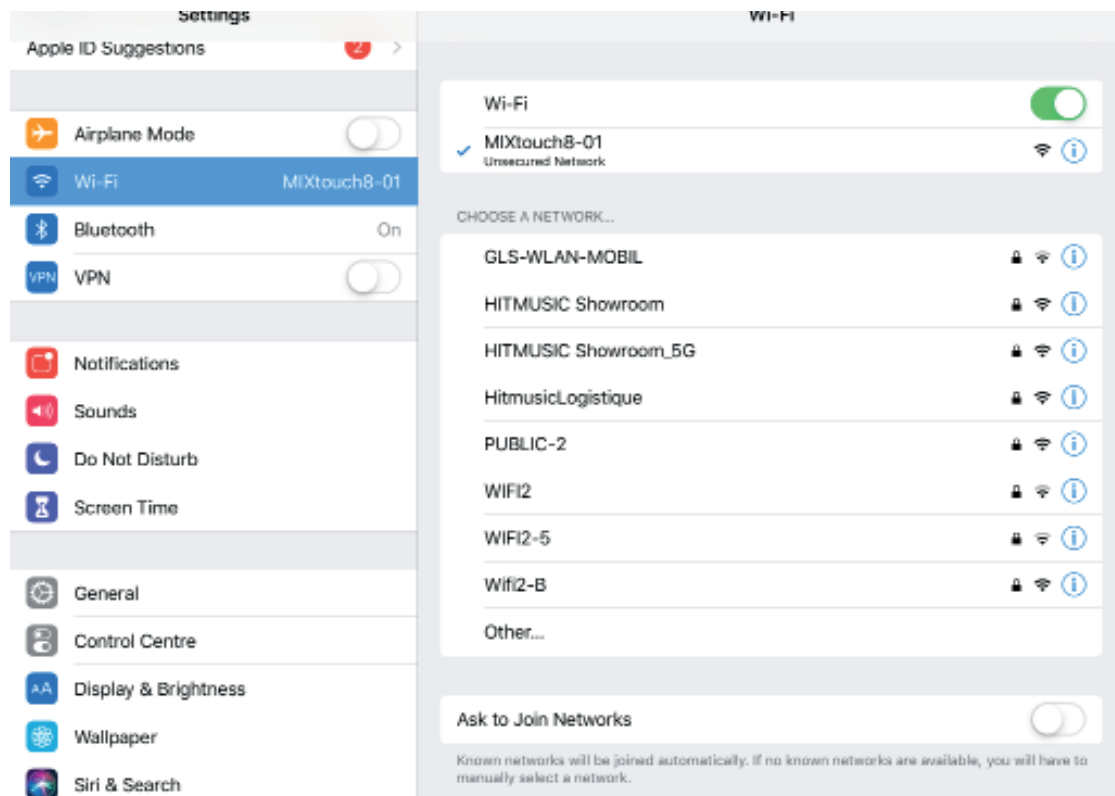 Settings
Apple ID Suggestions 2
Airplane Mode
Wi-Fi MIXtouch8-01
Bluetooth On
VPN VPN
Notifications
Sounds
Do Not Disturb
Screen Time
General
Control Centre
AA Display & Brightness
Wallpaper
Siri & Search
Wi-Fi
Wi-Fi
MIXtouch8-01
Unsecured Network
CHOOSE A NETWORK...
GLS-WLAN-MOBIL
HITMUSIC Showroom
HITMUSIC Showroom_5G
HitmusicLogistique
PUBLIC-2
WIFI2
WIFI2-5
Wifi2-B
Other...
Ask to Join Networks
Known networks will be joined automatically. If no known networks are available, you will have to
manually select a network.